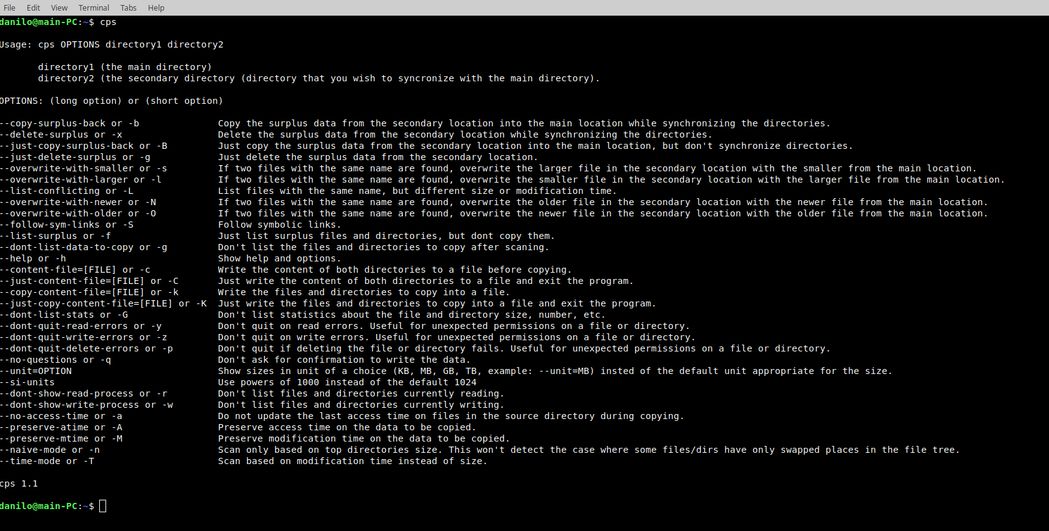 File Edit View Terminal Tabs Help
danilo@main-PC:~$ cps
Usage: cps OPTIONS directory1 directory2
directory1 (the main directory)
directory2 (the secondary directory (directory that you wish to syncronize with the main directory).
OPTIONS: (long option) or (short option)
--copy-surplus-back or -b Copy the surplus data from the secondary location into the main location while synchronizing the directories.
--delete-surplus or -x Delete the surplus data from the secondary location while synchronizing the directories.
--just-copy-surplus-back or -B Just copy the surplus data from the secondary location into the main location, but don't synchronize directories.
--just-delete-surplus or -g Just delete the surplus data from the secondary location.
--overwrite-with-smaller or -s If two files with the same name are found, overwrite the larger file in the secondary location with the smaller from the main location.
--overwrite-with-larger or -l If two files with the same name are found, overwrite the smaller file in the secondary location with the larger file from the main location.
--list-conflicting or -L List files with the same name, but different size or modification time.
--overwrite-with-newer or -N If two files with the same name are found, overwrite the older file in the secondary location with the newer file from the main location.
--overwrite-with-older or -O If two files with the same name are found, overwrite the newer file in the secondary location with the older file from the main location.
--follow-sym-links or -S Follow symbolic links.
--list-surplus or -f Just list surplus files and directories, but dont copy them.
--dont-list-data-to-copy or -g Don't list the files and directories to copy after scaning.
--help or -h Show help and options.
--content-file=[FILE] or -c Write the content of both directories to a file before copying.
--just-content-file=[FILE] or -C Just write the content of both directories to a file and exit the program.
--copy-content-file=[FILE] or -k Write the files and directories to copy into a file.
--just-copy-content-file=[FILE] or -K Just write the files and directories to copy into a file and exit the program.
--dont-list-stats or -G Don't list statistics about the file and directory size, number, etc.
--dont-quit-read-errors or -y Don't quit on read errors. Useful for unexpected permissions on a file or directory.
--dont-quit-write-errors or -z Don't quit on write errors. Useful for unexpected permissions on a file or directory.
--dont-quit-delete-errors or -p Don't quit if deleting the file or directory fails. Useful for unexpected permissions on a file or directory.
--no-questions or -q Don't ask for confirmation to write the data.
--unit=OPTION Show sizes in unit of a choice (KB, MB, GB, TB, example: --unit=MB) insted of the default unit appropriate for the size.
--si-units Use powers of 1000 instead of the default 1024
--dont-show-read-process or -r Don't list files and directories currently reading.
--dont-show-write-process or -w Don't list files and directories currently writing.
--no-access-time or -a Do not update the last access time on files in the source directory during copying.
--preserve-atime or -A Preserve access time on the data to be copied.
--preserve-mtime or -M Preserve modification time on the data to be copied.
--naive-mode or -n Scan only based on top directories size. This won't detect the case where some files/dirs have only swapped places in the file tree.
--time-mode or -T Scan based on modification time instead of size.
cps 1.1
danilo@main-PC:~$